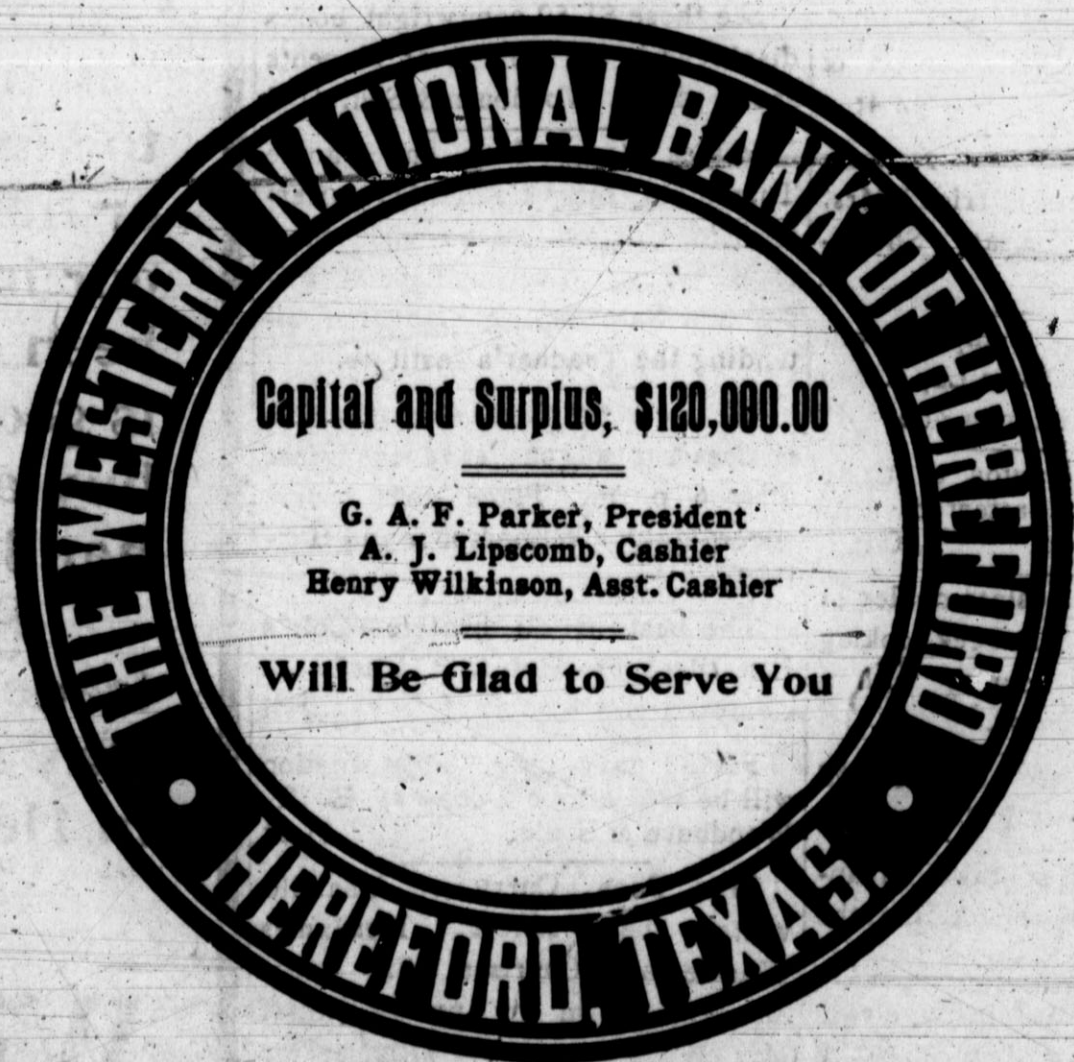 THE WESTERN NATIONAL BANK OF HEREFORD
Capital and Surplus, $120,000.00
G. A. F. Parker, President
A. J. Lipscomb, Cashier
Henry Wilkinson, Asst. Cashier
Will Be Glad to Serve You
HEREFORD, TEXAS.